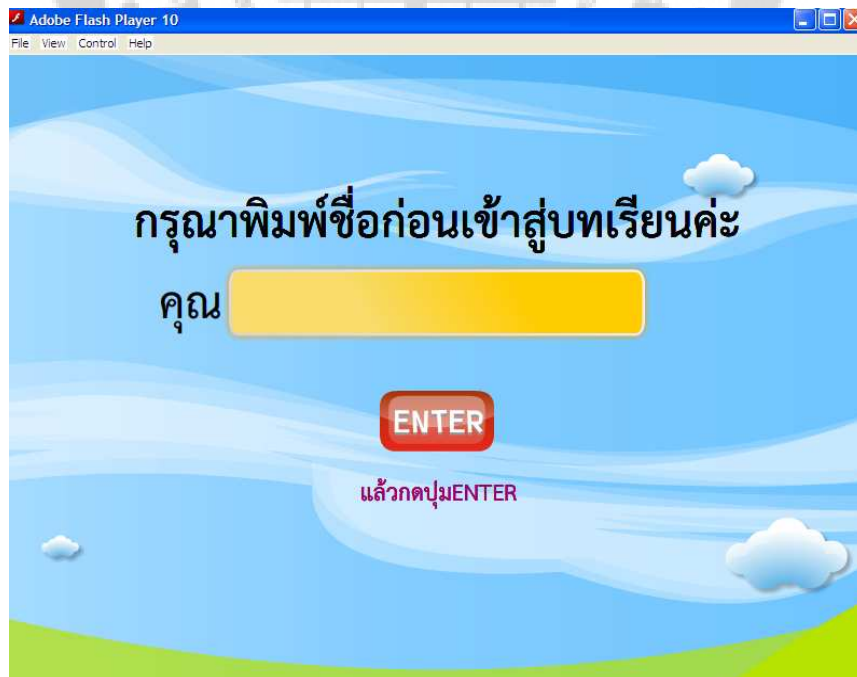 Adobe Flash Player 10
File View Control Help
กรุณาพิมพ์ชื่อก่อนเข้าสู่บทเรียนค่ะ
คุณ
ENTER
แล้วกดปุ่มENTER